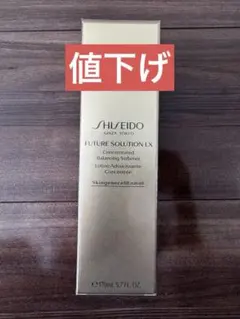 値下げ
SHISEIDO
GINZA TOKYO
FUTURE SOLUTION LX
Concentrated
Balancing Softener
Lotion Adoucissante
Concentrée
℮170mL 5.7 FL.OZ.